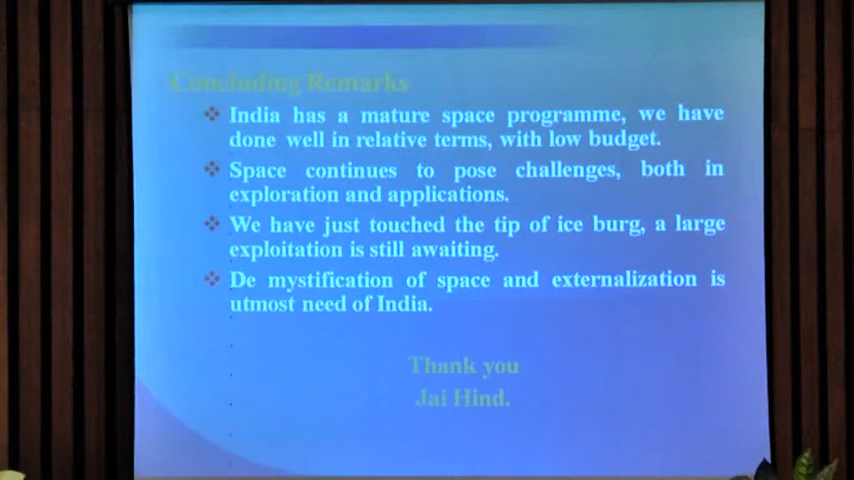 Concluding Remarks
India has a mature space programme, we have
done well in relative terms, with low budget.
Space continues to pose challenges, both in
exploration and applications.
We have just touched the tip of ice burg, a large
exploitation is still awaiting.
De mystification of space and externalization is
utmost need of India.
Thank you
Jai Hind.